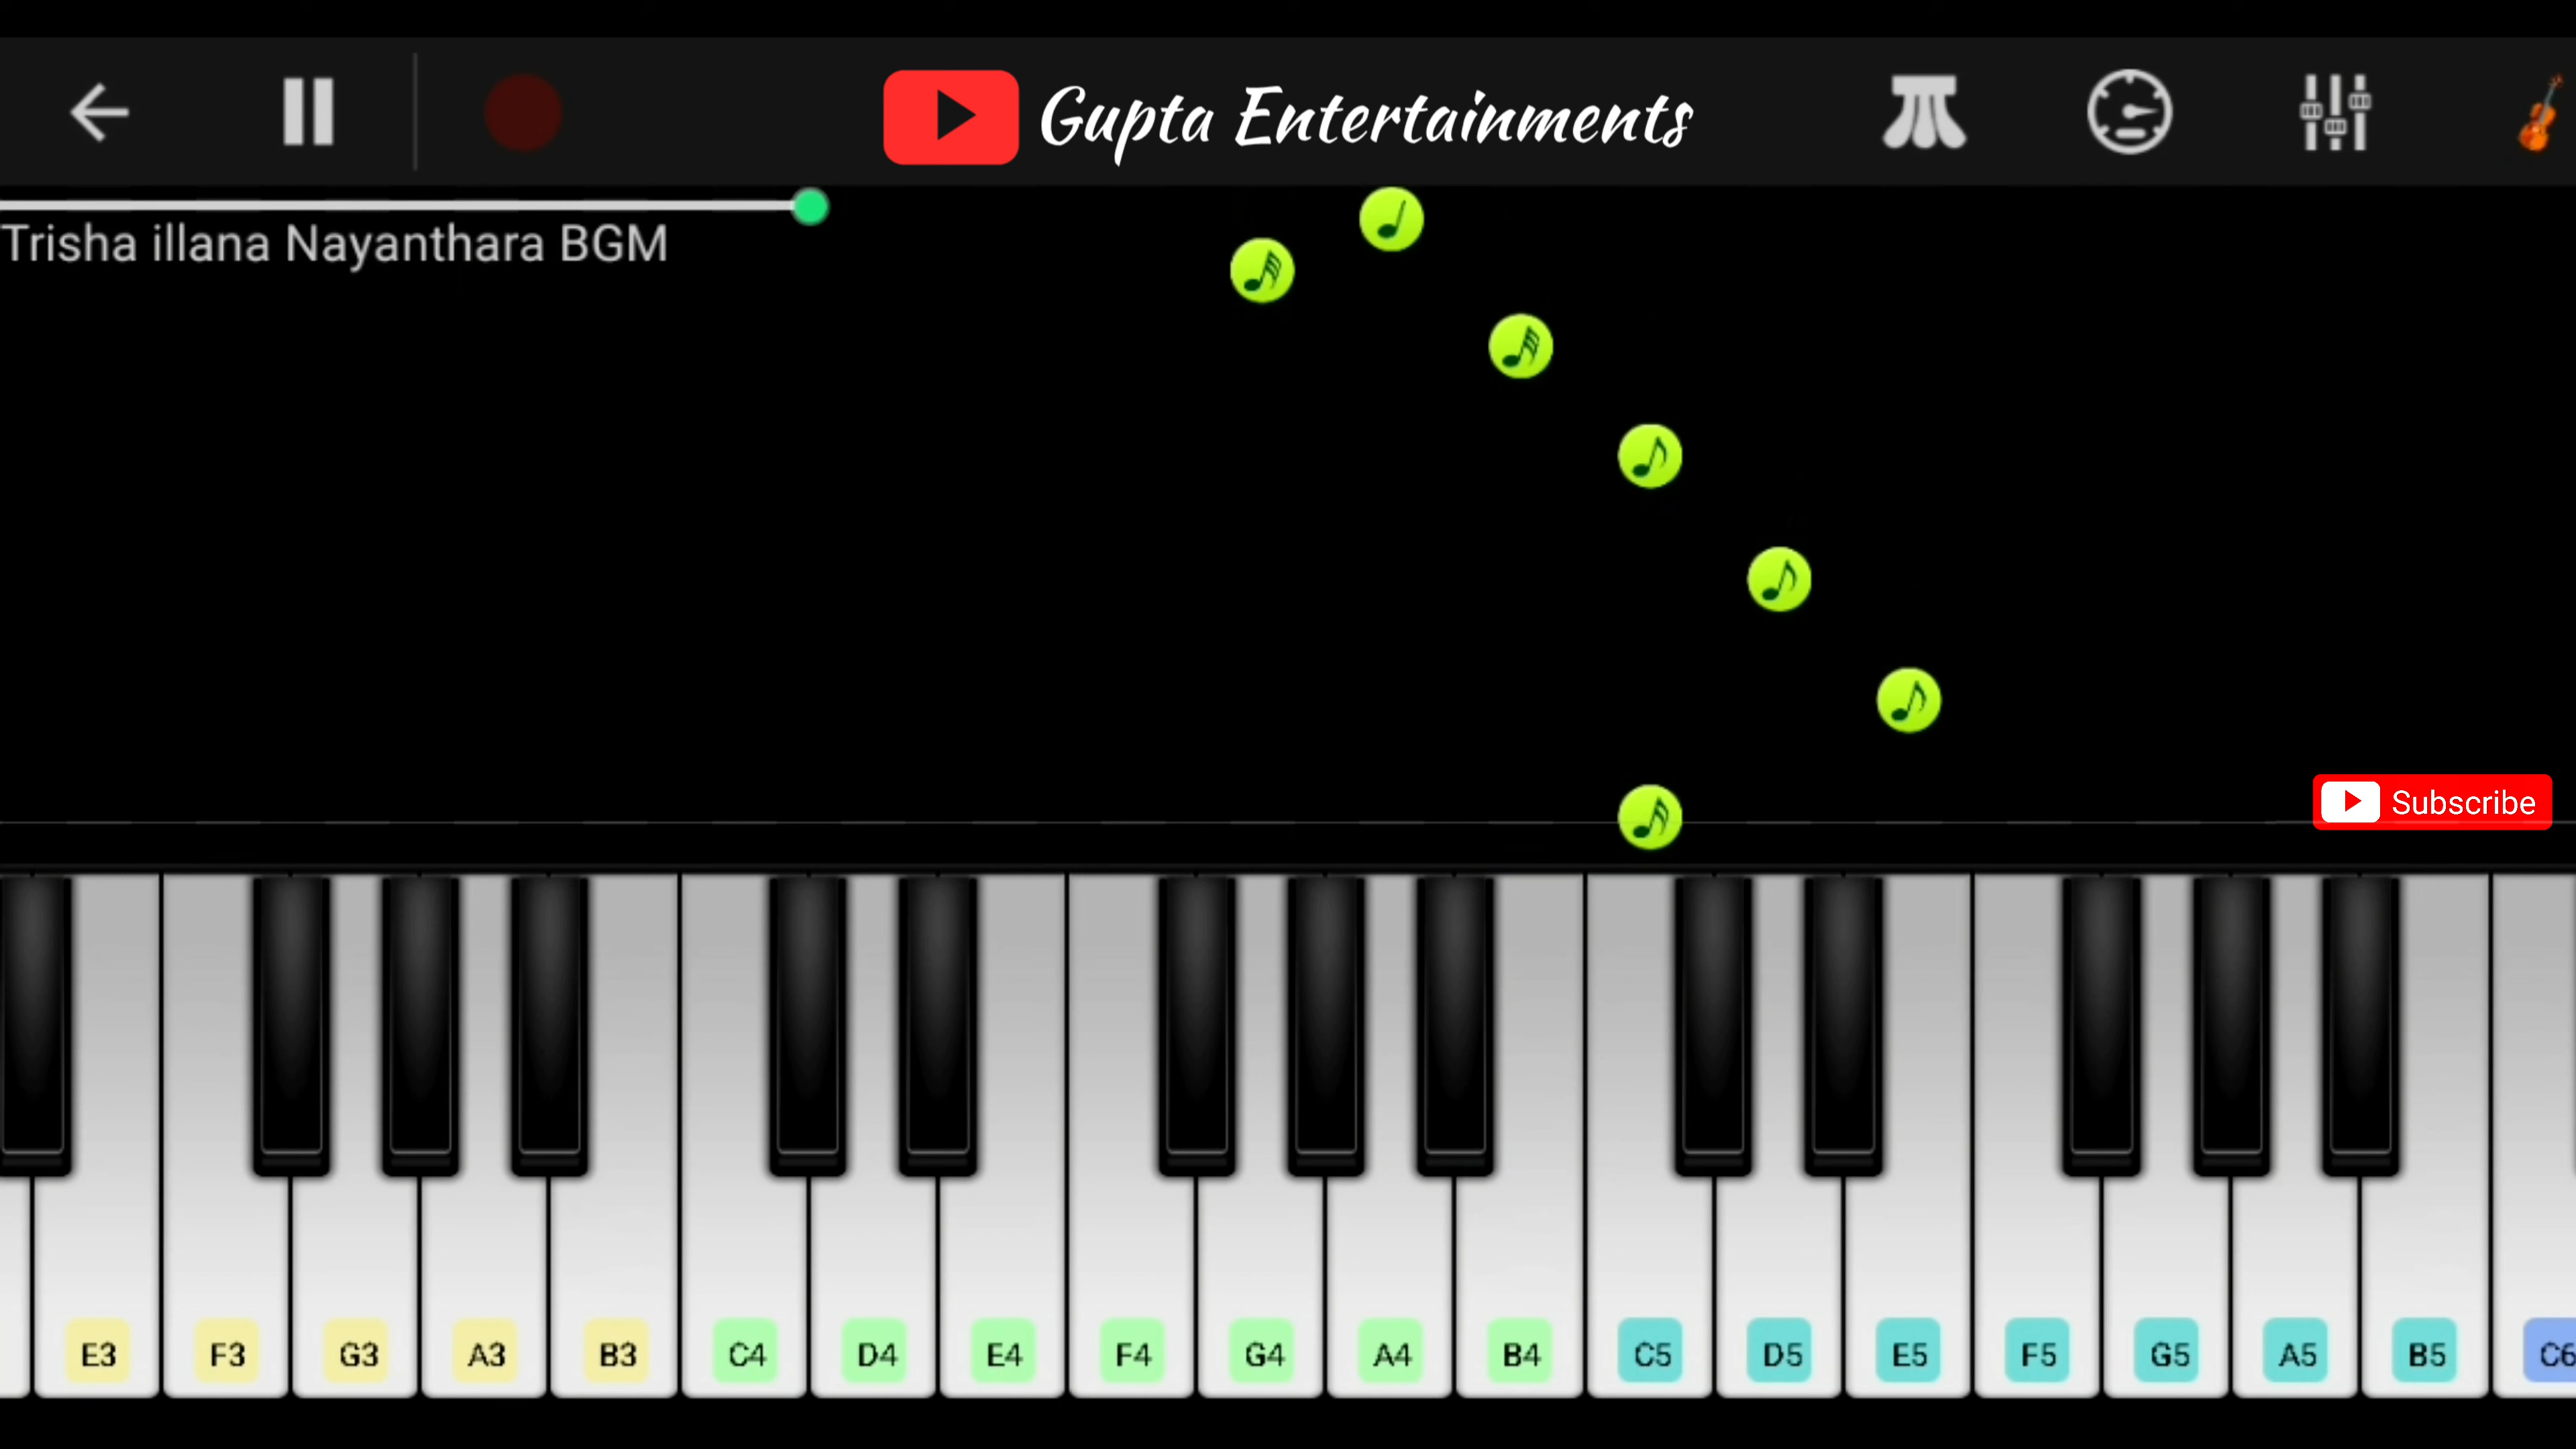 Gupta Entertainments
Trisha illana Nayanthara BGM
Subscribe
E3 F3 G3 A3 B3 C4 D4 E4 F4 G4 A4 B4 C5 D5 E5 F5 G5 A5 B5 C6